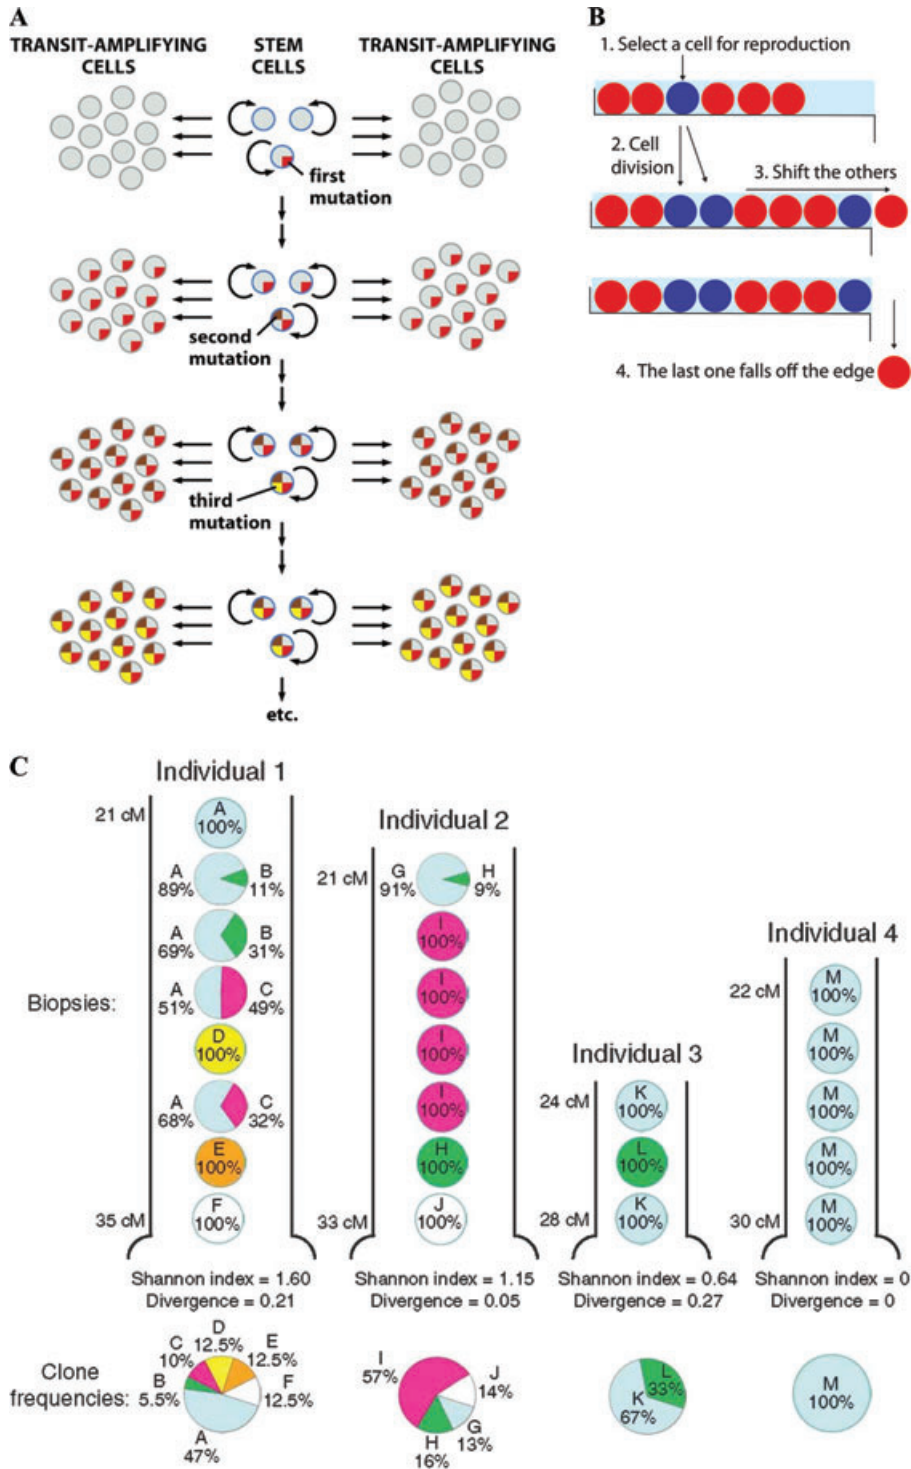 A
TRANSIT-AMPLIFYING
CELLS
STEM
CELLS
TRANSIT-AMPLIFYING
CELLS
first
mutation
second
mutation
third
mutation
etc.
B
1. Select a cell for reproduction
2. Cell
division
3. Shift the others
4. The last one falls off the edge
C
Individual 1
21 cM
A
100%
A
89%
B
11%
A
69%
B
31%
Biopsies:
A
51%
C
49%
D
100%
A
68%
C
32%
E
100%
35 cM
F
100%
Shannon index = 1.60
Divergence = 0.21
Individual 2
21 cM
G
91%
H
9%
I
100%
I
100%
I
100%
I
100%
H
100%
33 cM
J
100%
Shannon index = 1.15
Divergence = 0.05
Individual 3
24 cM
K
100%
L
100%
28 cM
K
100%
Shannon index = 0.64
Divergence = 0.27
Individual 4
22 cM
M
100%
M
100%
M
100%
M
100%
30 cM
M
100%
Shannon index = 0
Divergence = 0
Clone
frequencies:
D
12.5%
C
10%
E
12.5%
B
5.5%
F
12.5%
A
47%
I
57%
J
14%
H
16%
G
13%
L
33%
K
67%
M
100%